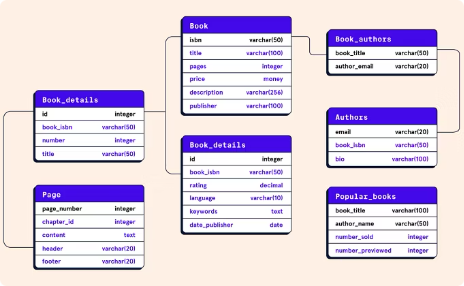 Book
isbn varchar(50)
title varchar(100)
pages integer
price money
description varchar(256)
publisher varchar(100)
Book_authors
book_title varchar(50)
author_email varchar(20)
Book_details
id integer
book_isbn varchar(50)
number integer
title varchar(50)
Authors
email varchar(20)
book_isbn varchar(50)
bio varchar(100)
Book_details
id integer
book_isbn varchar(50)
rating decimal
language varchar(10)
keywords text
date_publisher date
Page
page_number integer
chapter_id integer
content text
header varchar(20)
footer varchar(20)
Popular_books
book_title varchar(100)
author_name varchar(50)
number_sold integer
number_previewed integer